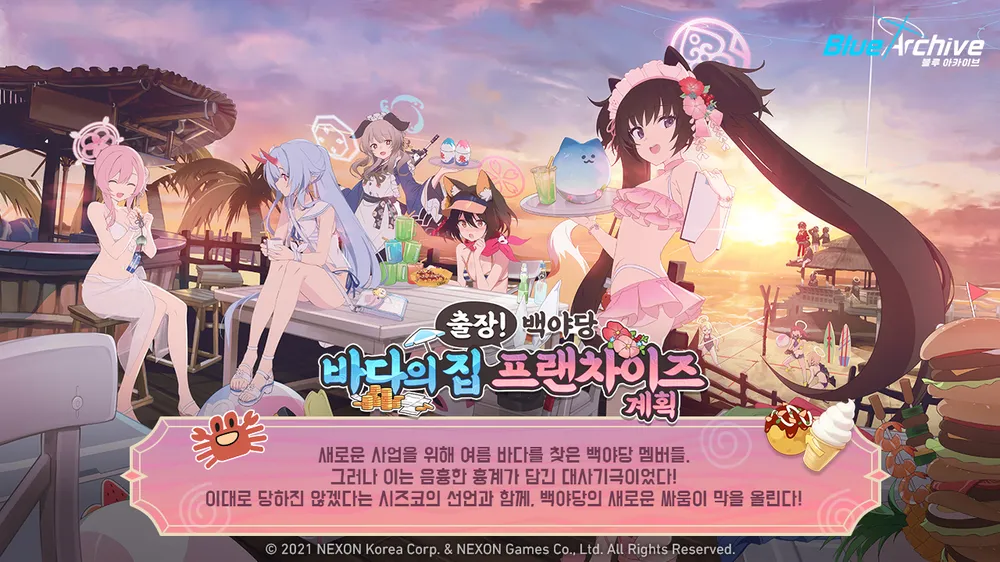 Blue Archive
블루 아카이브
출장! 백야당
바다의 집 프랜차이즈
계획
새로운 사업을 위해 여름 바다를 찾은 백야당 멤버들.
그러나 이는 음흉한 흉계가 담긴 대사기극이었다!
이대로 당하진 않겠다는 시즈코의 선언과 함께, 백야당의 새로운 싸움이 막을 올린다!
© 2021 NEXON Korea Corp. & NEXON Games Co., Ltd. All Rights Reserved.